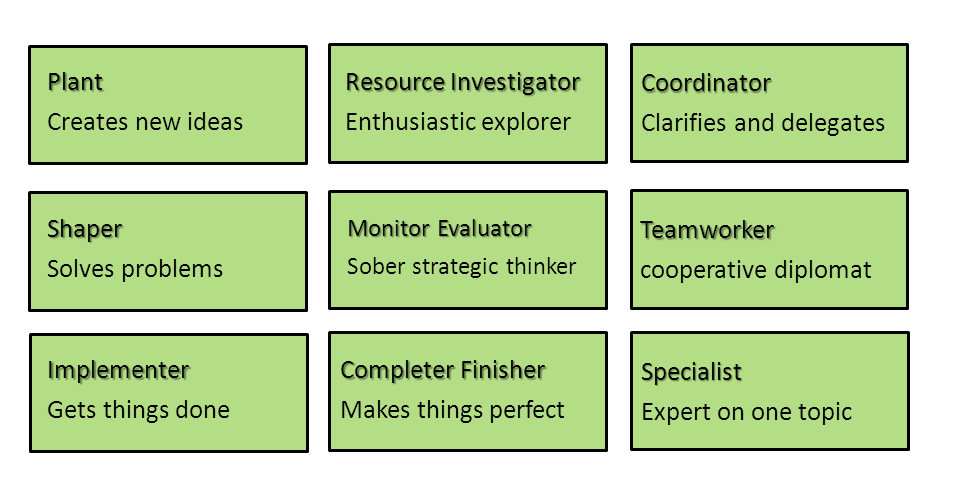 Plant
Creates new ideas
Resource Investigator
Enthusiastic explorer
Coordinator
Clarifies and delegates
Shaper
Solves problems
Monitor Evaluator
Sober strategic thinker
Teamworker
cooperative diplomat
Implementer
Gets things done
Completer Finisher
Makes things perfect
Specialist
Expert on one topic